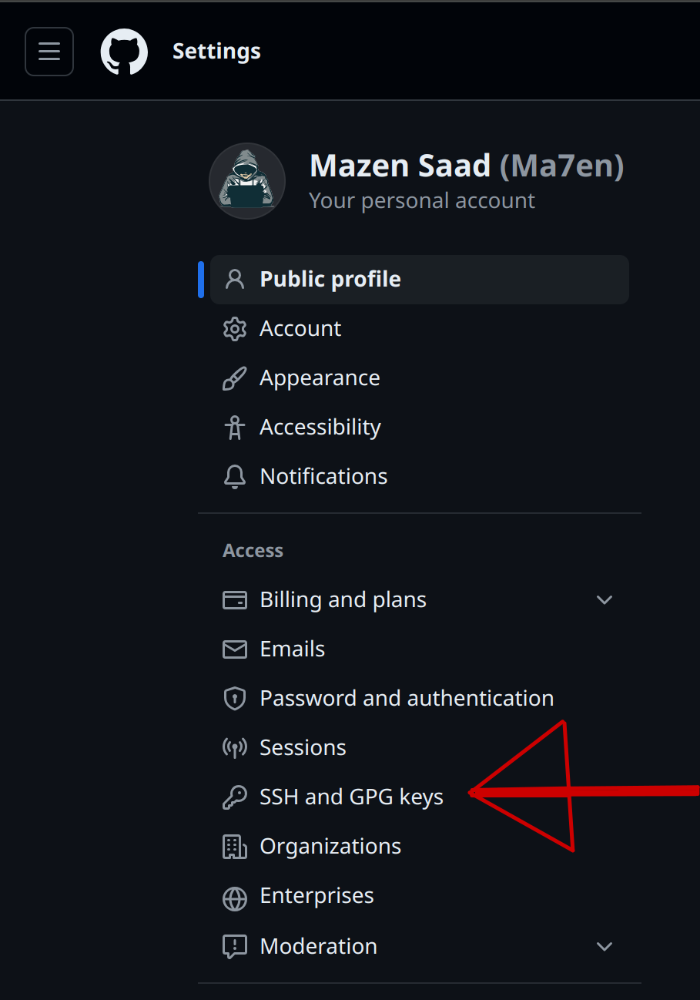 Settings
Mazen Saad (Ma7en)
Your personal account
Public profile
Account
Appearance
Accessibility
Notifications
Access
Billing and plans
Emails
Password and authentication
Sessions
SSH and GPG keys
Organizations
Enterprises
Moderation